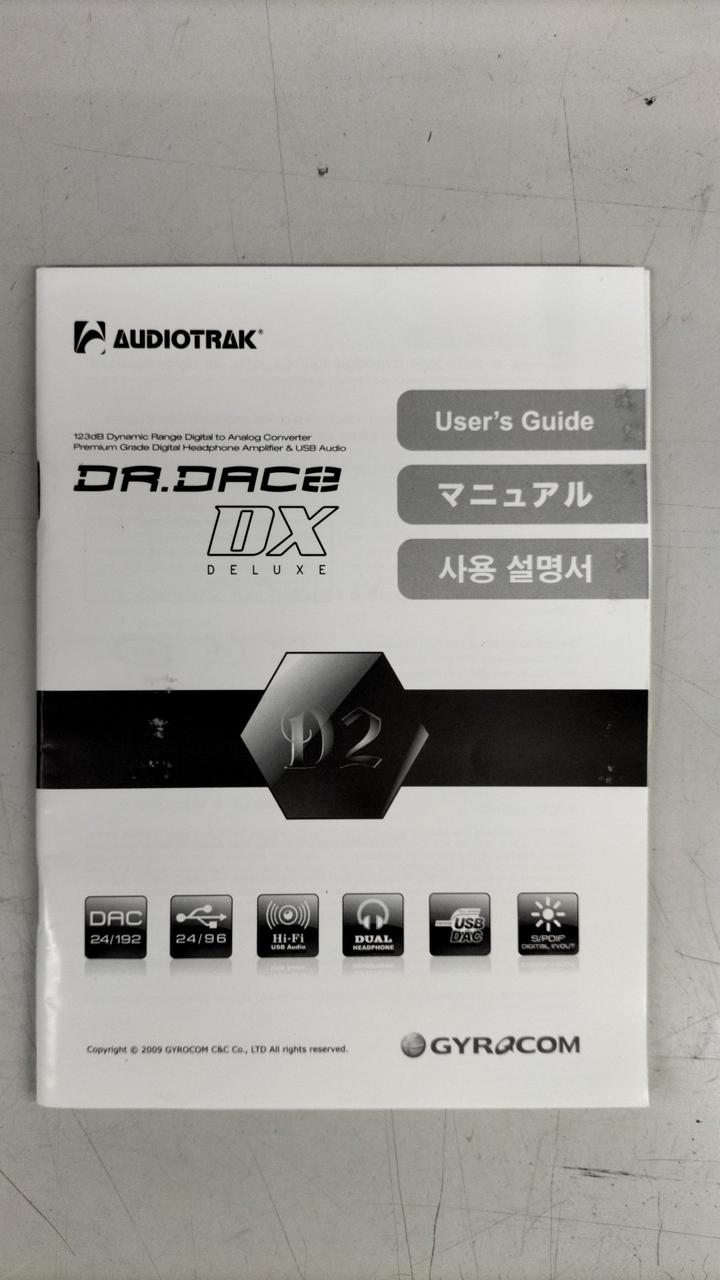 AUDIOTRAK®
123dB Dynamic Range Digital to Analog Converter
Premium Grade Digital Headphone Amplifier & USB Audio
DR.DAC2
DX
DELUXE
User's Guide
マニュアル
사용 설명서
D2
DAC
24/192
24/96
Hi-Fi
USB Audio
DUAL
HEADPHONE
USB
DAC
S/PDIF
DIGITAL IN/OUT
Copyright © 2009 GYROCOM C&C Co., LTD All rights reserved.
GYROCOM